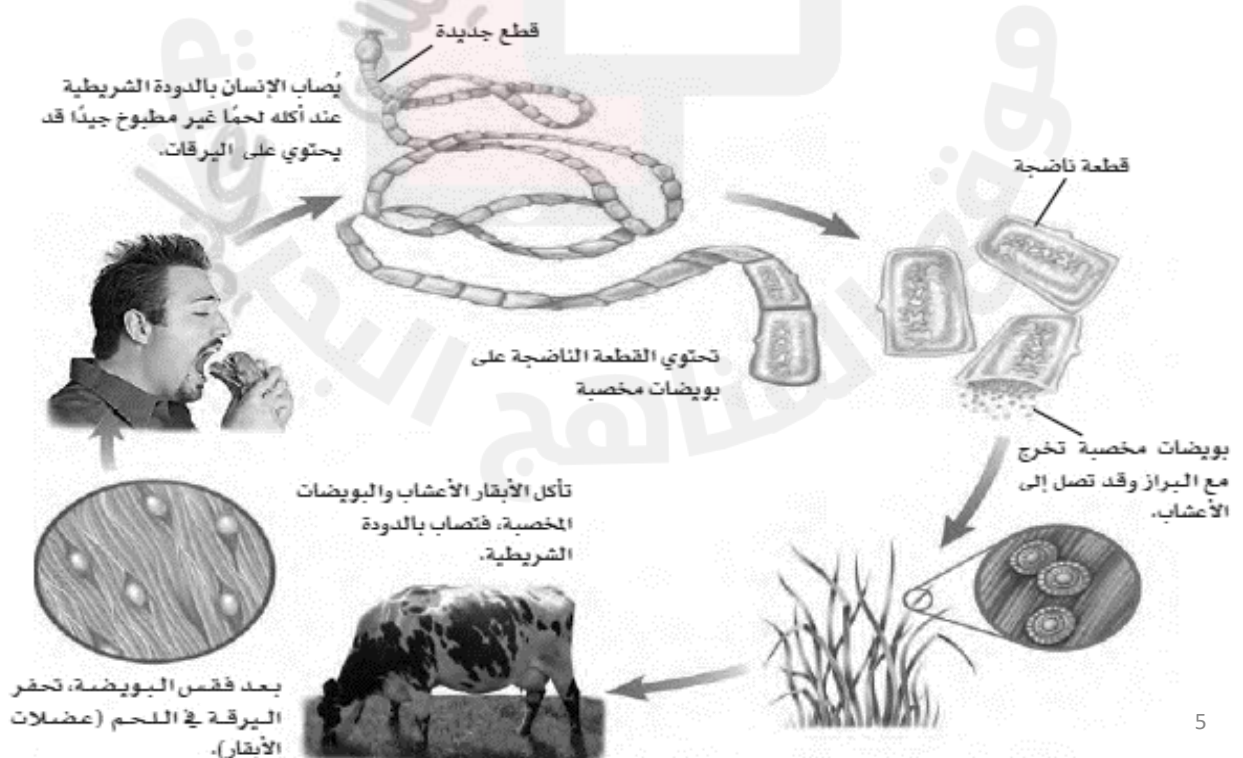 قطع جديدة
يُصاب الإنسان بالدودة الشريطية
عند أكله لحمًا غير مطبوخ جيدًا قد
يحتوي على اليرقات.
قطعة ناضجة
تحتوي القطعة الناضجة على
بويضات مخصبة
بويضات مخصبة تخرج
مع البراز وقد تصل إلى
الأعشاب.
تأكل الأبقار الأعشاب والبويضات
المخصبة، فتصاب بالدودة
الشريطية.
بعد فقس البويضة، تحفر
اليرقة في اللحم (عضلات
الأبقار).
5
موقع المناهج